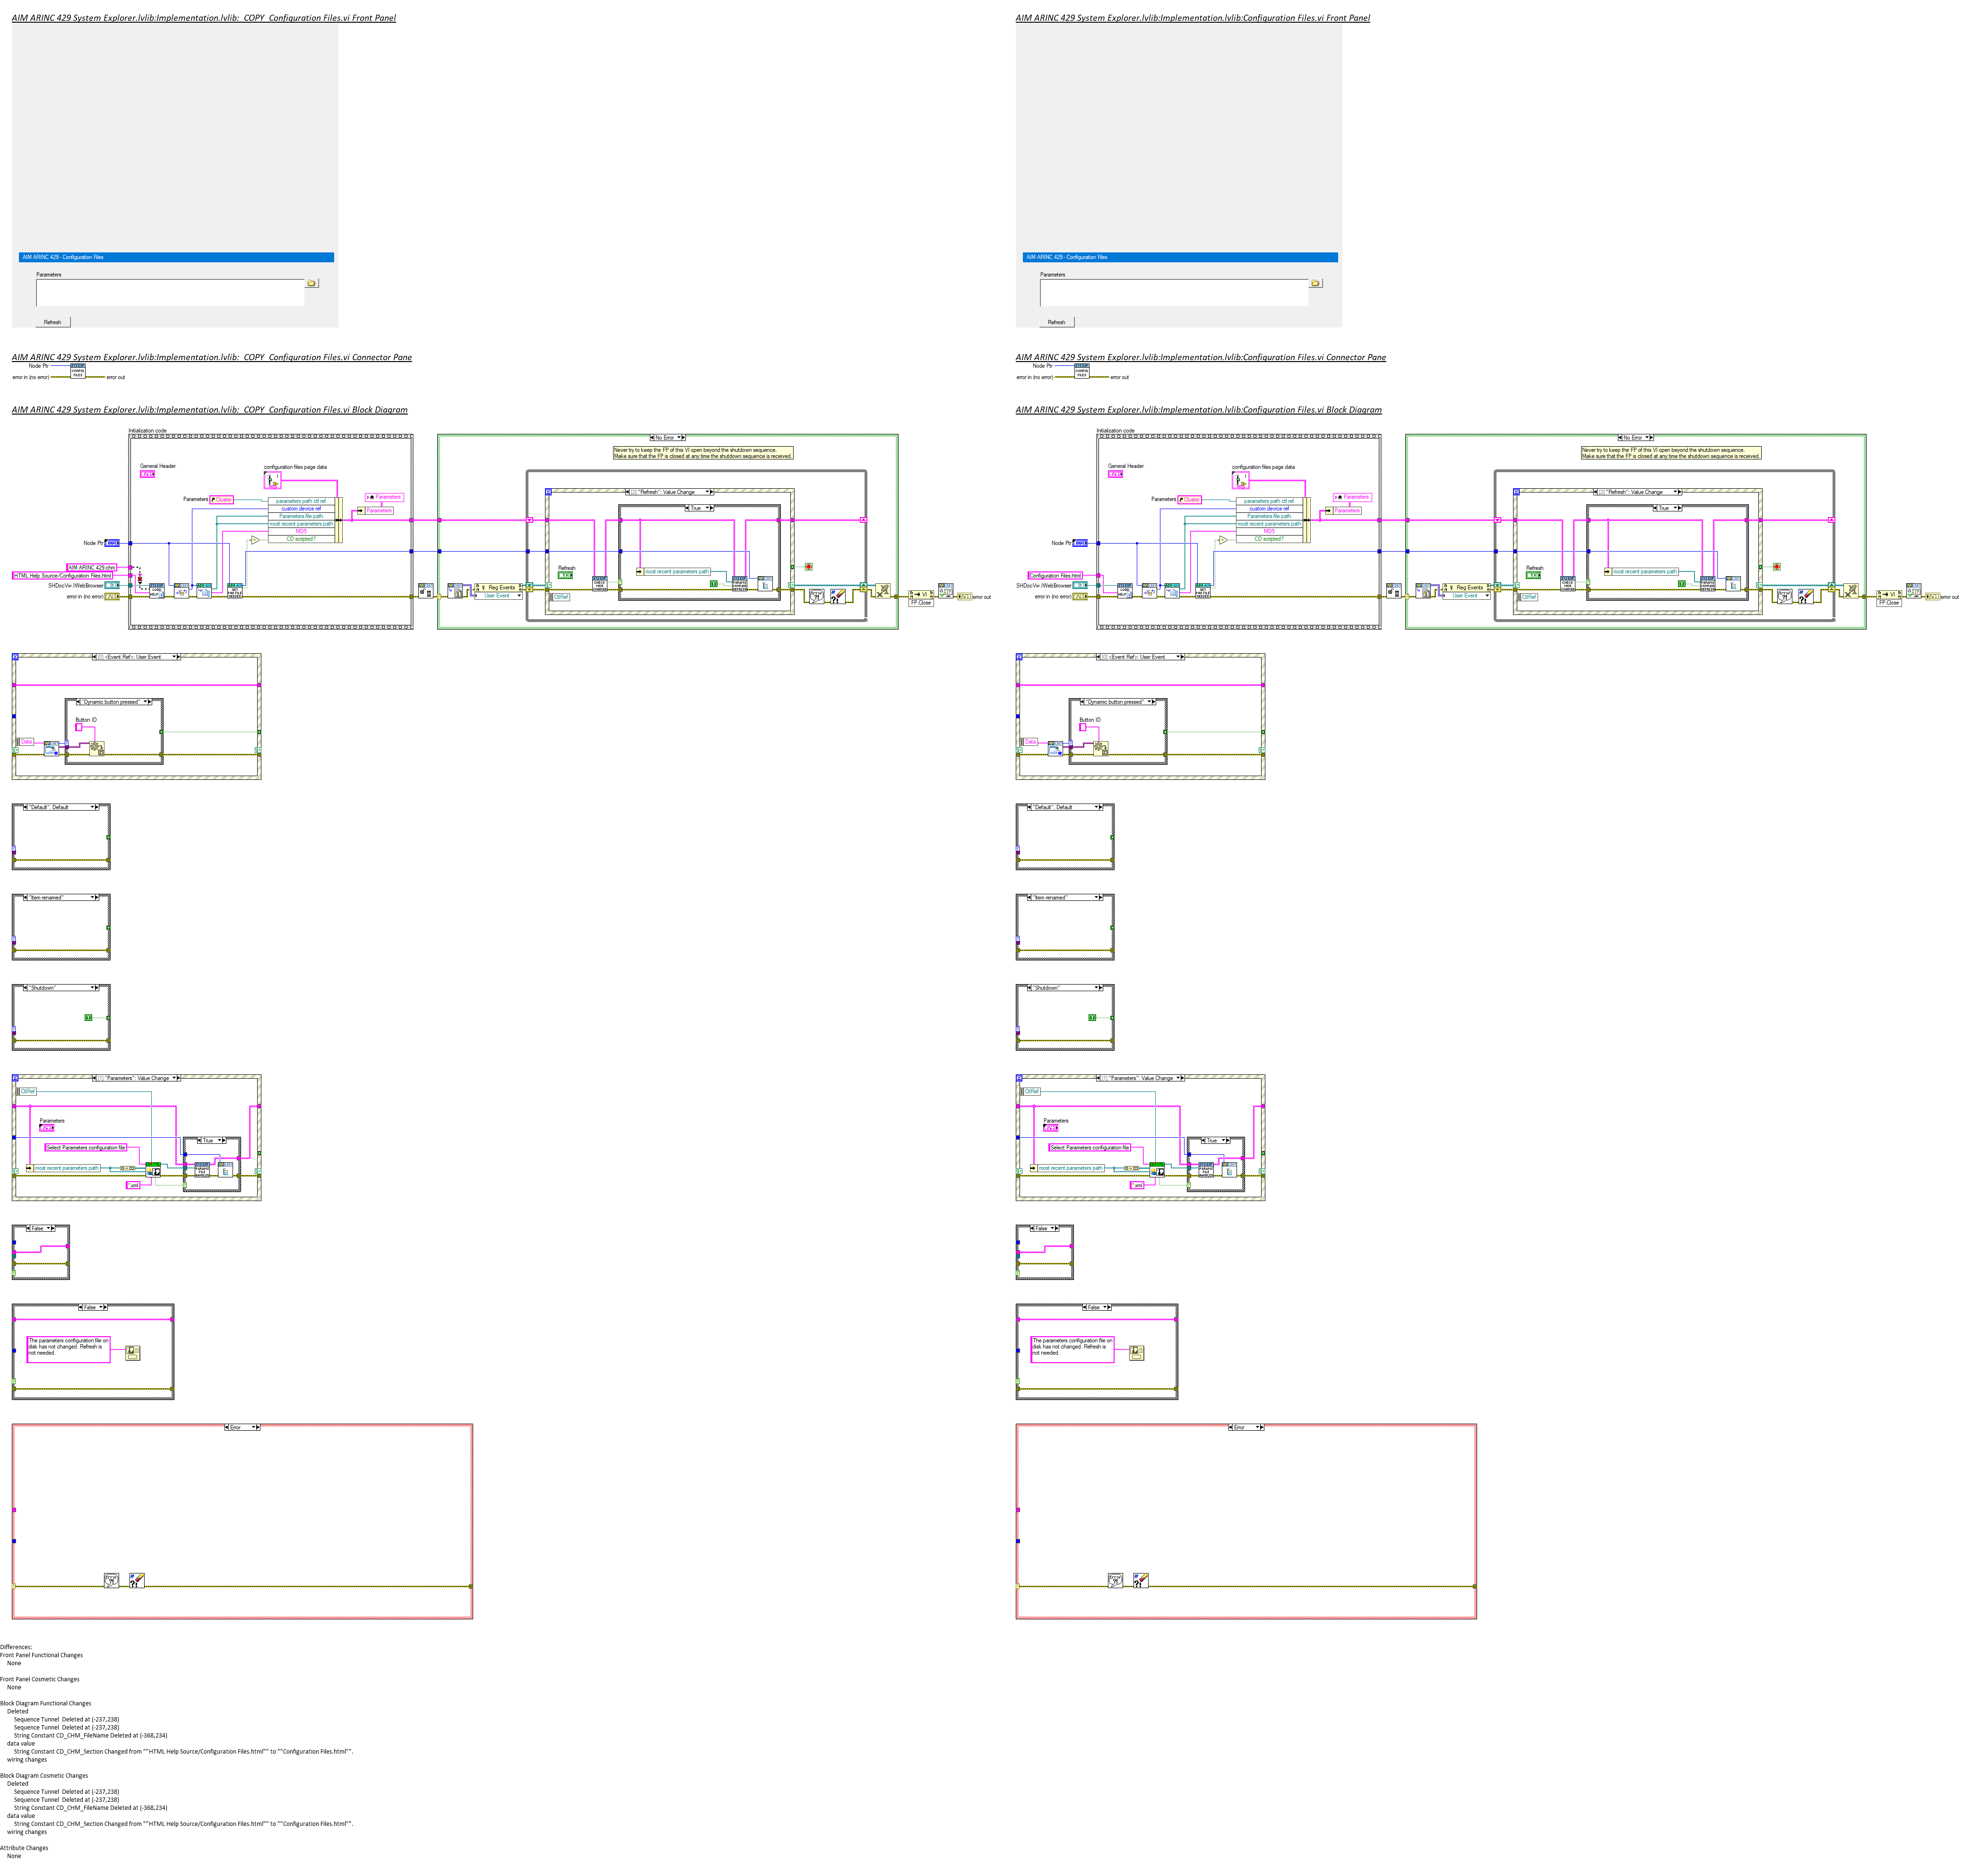 AIM ARINC 429 System Explorer.lvlib:Implementation.lvlib:_COPY_Configuration Files.vi Front Panel
AIM ARINC 429 - Configuration Files
Parameters
Refresh
AIM ARINC 429 System Explorer.lvlib:Implementation.lvlib:_COPY_Configuration Files.vi Connector Pane
Node Ptr
error in (no error)
error out
AIM ARINC 429 System Explorer.lvlib:Implementation.lvlib:_COPY_Configuration Files.vi Block Diagram
Initialization code
General Header
configuration files page data
Parameters
Cluster
parameters path ctl ref
custom device ref
Parameters file path
most recent parameters path
MD5
CD scripted?
Parameters
Parameters
Node Ptr
AIM ARINC 429.chm
HTML Help Source/Configuration Files.html
SHDocVw.IWebBrowser
error in (no error)
No Error
Never try to keep the FP of this VI open beyond the shutdown sequence.
Make sure that the FP is closed at any time the shutdown sequence is received.
[2] "Refresh": Value Change
True
most recent parameters path
Refresh
CtlRef
Reg Events
User Event
VI
FP Close
error out
[0] <Event Ref>: User Event
"Dynamic button pressed"
Button ID
Data
"Default", Default
"Item renamed"
"Shutdown"
[1] "Parameters": Value Change
CtlRef
Parameters
Select Parameters configuration file
most recent parameters path
True
*.aml
False
False
The parameters configuration file on
disk has not changed. Refresh is
not needed.
Error
Differences:
Front Panel Functional Changes
None
Front Panel Cosmetic Changes
None
Block Diagram Functional Changes
Deleted
Sequence Tunnel  Deleted at (-237,238)
Sequence Tunnel  Deleted at (-237,238)
String Constant CD_CHM_FileName Deleted at (-368,234)
data value
String Constant CD_CHM_Section Changed from ""HTML Help Source/Configuration Files.html"" to ""Configuration Files.html"".
wiring changes
Block Diagram Cosmetic Changes
Deleted
Sequence Tunnel  Deleted at (-237,238)
Sequence Tunnel  Deleted at (-237,238)
String Constant CD_CHM_FileName Deleted at (-368,234)
data value
String Constant CD_CHM_Section Changed from ""HTML Help Source/Configuration Files.html"" to ""Configuration Files.html"".
wiring changes
Attribute Changes
None
AIM ARINC 429 System Explorer.lvlib:Implementation.lvlib:Configuration Files.vi Front Panel
AIM ARINC 429 - Configuration Files
Parameters
Refresh
AIM ARINC 429 System Explorer.lvlib:Implementation.lvlib:Configuration Files.vi Connector Pane
Node Ptr
error in (no error)
error out
AIM ARINC 429 System Explorer.lvlib:Implementation.lvlib:Configuration Files.vi Block Diagram
Initialization code
General Header
configuration files page data
Parameters
Cluster
parameters path ctl ref
custom device ref
Parameters file path
most recent parameters path
MD5
CD scripted?
Parameters
Parameters
Node Ptr
Configuration Files.html
SHDocVw.IWebBrowser
error in (no error)
No Error
Never try to keep the FP of this VI open beyond the shutdown sequence.
Make sure that the FP is closed at any time the shutdown sequence is received.
[2] "Refresh": Value Change
True
most recent parameters path
Refresh
CtlRef
Reg Events
User Event
VI
FP Close
error out
[0] <Event Ref>: User Event
"Dynamic button pressed"
Button ID
Data
"Default", Default
"Item renamed"
"Shutdown"
[1] "Parameters": Value Change
CtlRef
Parameters
Select Parameters configuration file
most recent parameters path
True
*.aml
False
False
The parameters configuration file on
disk has not changed. Refresh is
not needed.
Error